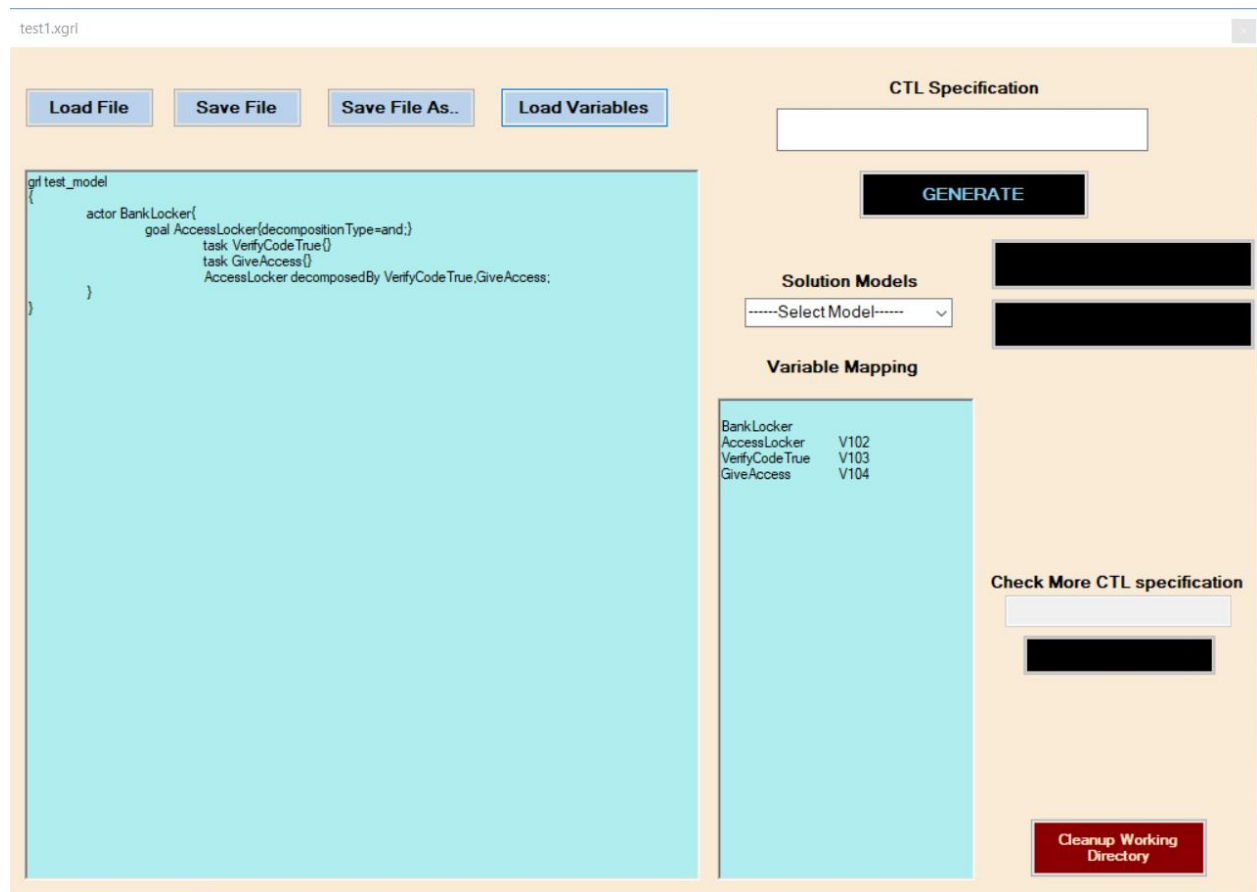 test1.xgrl
Load File
Save File
Save File As..
Load Variables
grl test_model
{
actor BankLocker{
goal AccessLocker{decompositionType=and;}
task VerifyCodeTrue{}
task GiveAccess{}
AccessLocker decomposedBy VerifyCodeTrue,GiveAccess;
}
}
CTL Specification
GENERATE
Solution Models
------Select Model------
Variable Mapping
BankLocker
AccessLocker V102
VerifyCodeTrue V103
GiveAccess V104
Check More CTL specification
Cleanup Working
Directory